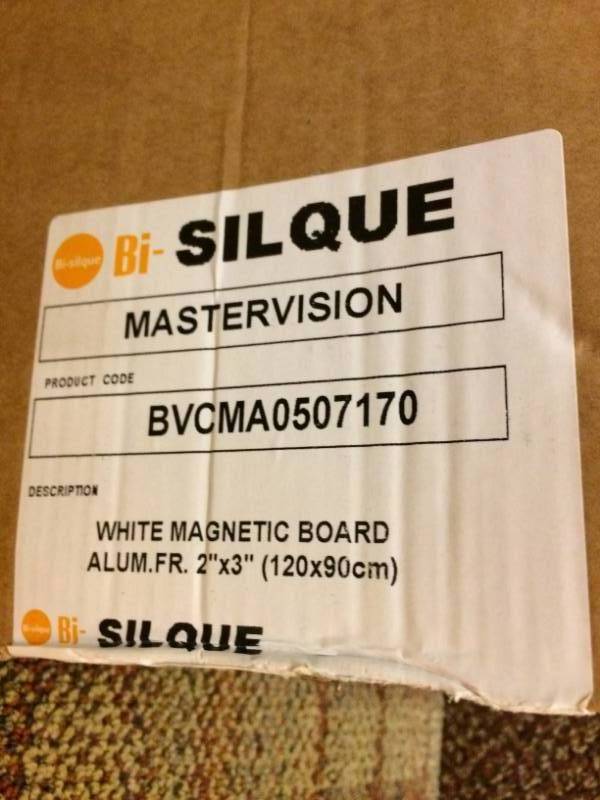 Bi-silque Bi-SILQUE
MASTERVISION
PRODUCT CODE
BVCMA0507170
DESCRIPTION
WHITE MAGNETIC BOARD
ALUM.FR. 2"x3" (120x90cm)
Bi-SILQUE